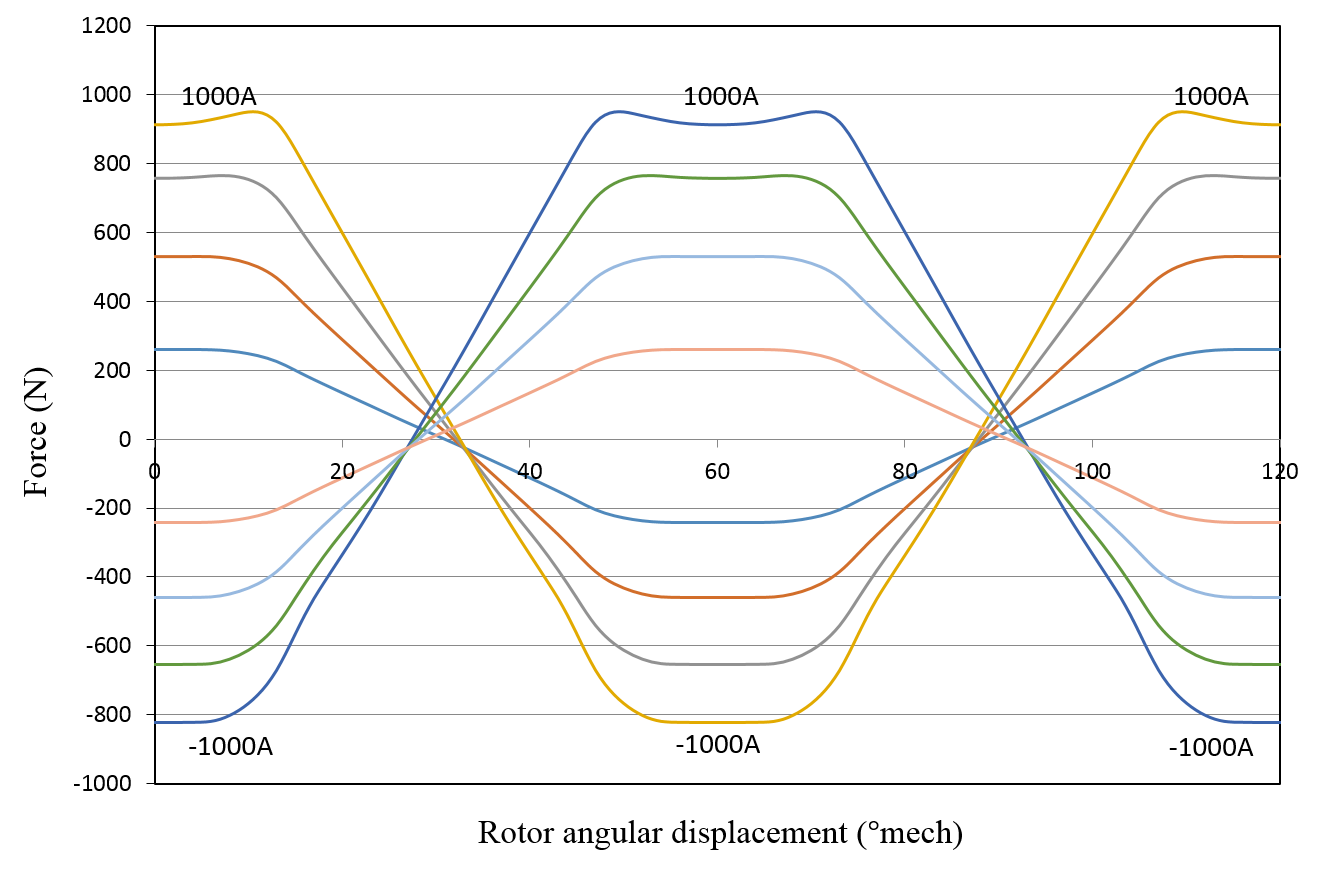 1200
1000
800
600
400
200
0
-200
-400
-600
-800
-1000
Force (N)
1000A 1000A 1000A
0 20 40 60 80 100 120
-1000A -1000A -1000A
Rotor angular displacement (°mech)